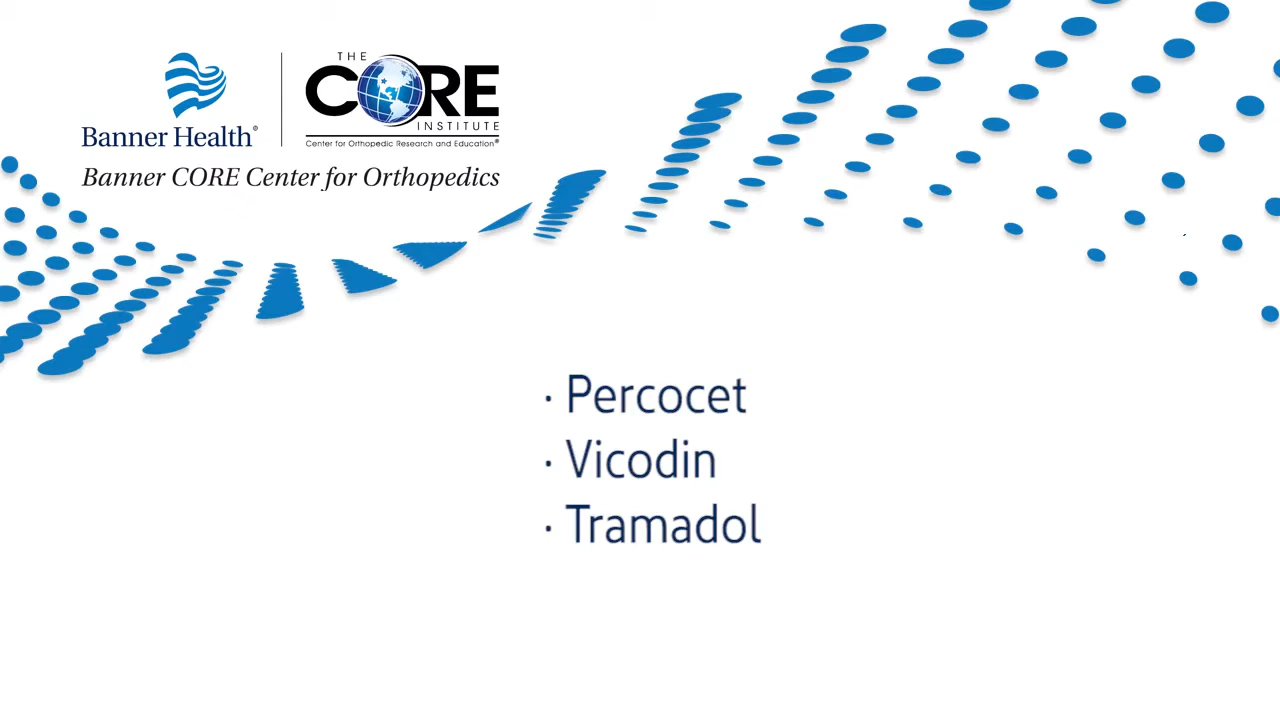 THE
CORE
INSTITUTE
Center for Orthopedic Research and Education®
Banner Health®
Banner CORE Center for Orthopedics
· Percocet
· Vicodin
· Tramadol